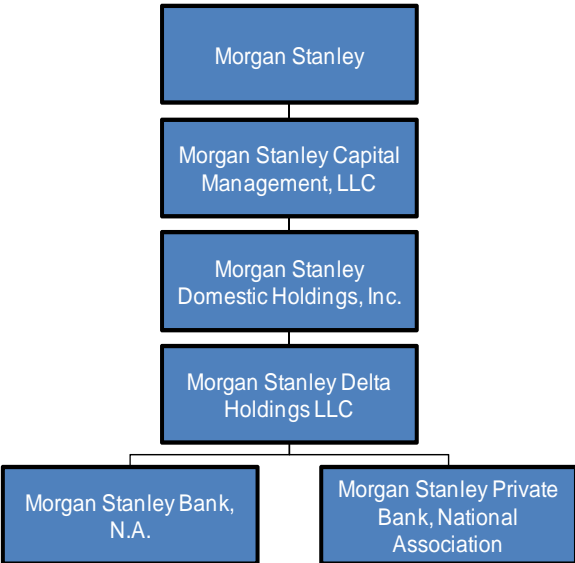 Morgan Stanley
Morgan Stanley Capital
Management, LLC
Morgan Stanley
Domestic Holdings, Inc.
Morgan Stanley Delta
Holdings LLC
Morgan Stanley Bank,
N.A.
Morgan Stanley Private
Bank, National
Association